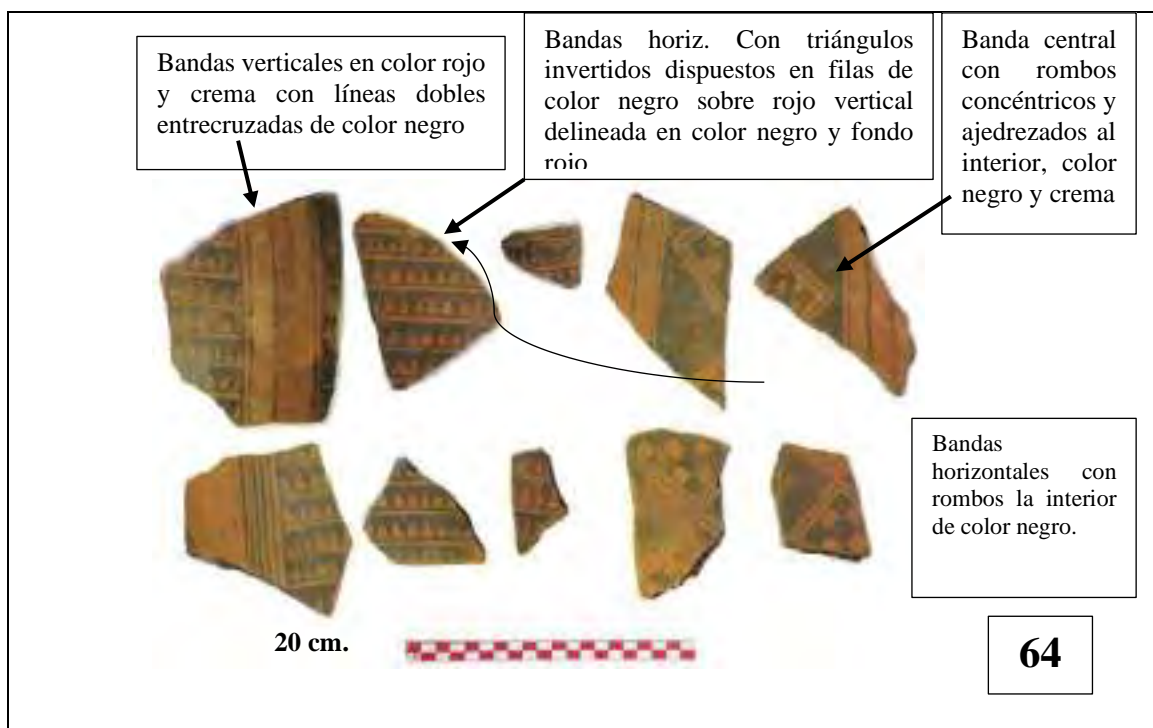 Bandas verticales en color rojo
y crema con líneas dobles
entrecruzadas de color negro
Bandas horiz. Con triángulos
invertidos dispuestos en filas de
color negro sobre rojo vertical
delineada en color negro y fondo
rojo
Banda central
con rombos
concéntricos y
ajedrezados al
interior, color
negro y crema
Bandas
horizontales con
rombos la interior
de color negro.
20 cm.
64